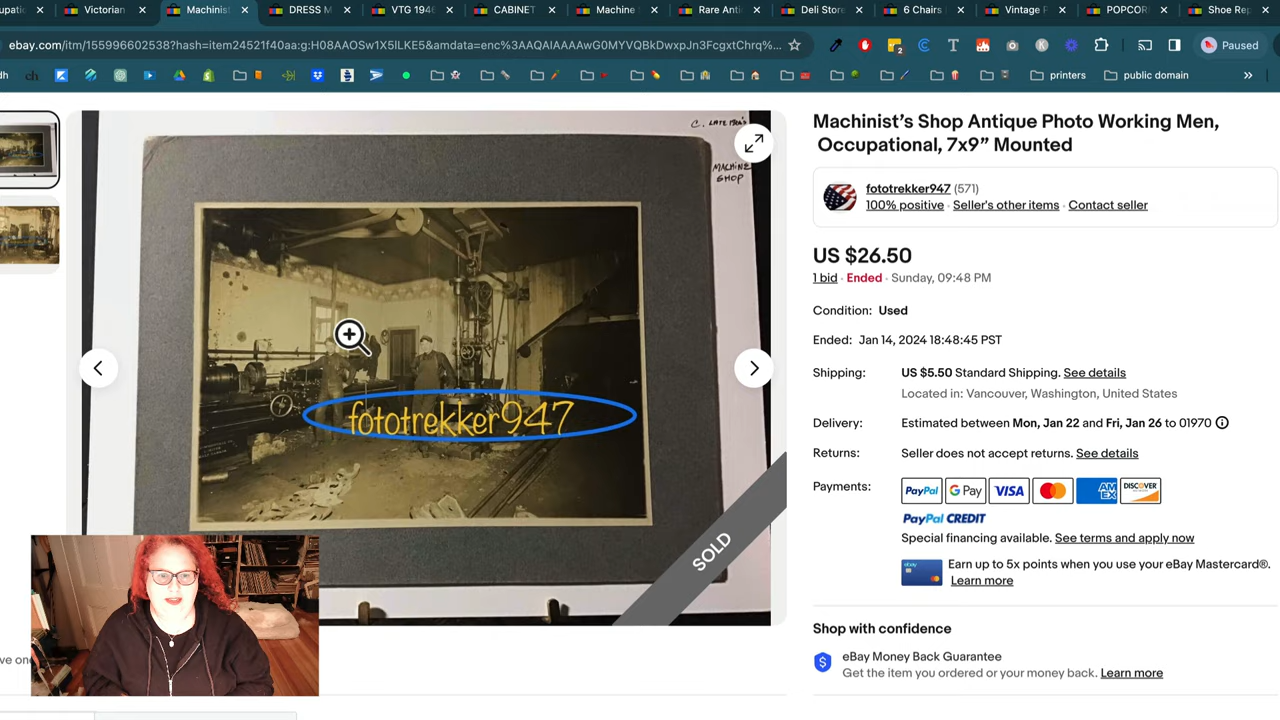 Victorian
Machinist
DRESS M
VTG 1946
CABINET
Machine
Rare Anti
Deli Store
6 Chairs
Vintage P
POPCOR
Shoe Rep
ebay.com/itm/155996602538?hash=item24521f40aa:g:H08AAOSw1X5lLKE5&amdata=enc%3AAQAIAAAAwG0MYVQBkDwxpJn3FcgxtChrq%...
Paused
ch
printers
public domain
C. LATE 1800's
MACHINE
SHOP
fototrekker947
SOLD
Machinist's Shop Antique Photo Working Men,
Occupational, 7x9” Mounted
fototrekker947 (571)
100% positive · Seller's other items · Contact seller
US $26.50
1 bid · Ended · Sunday, 09:48 PM
Condition: Used
Ended: Jan 14, 2024 18:48:45 PST
Shipping: US $5.50 Standard Shipping. See details
Located in: Vancouver, Washington, United States
Delivery: Estimated between Mon, Jan 22 and Fri, Jan 26 to 01970
Returns: Seller does not accept returns. See details
Payments: PayPal G Pay VISA MasterCard AM EX DISCOVER
PayPal CREDIT
Special financing available. See terms and apply now
ebay Earn up to 5x points when you use your eBay Mastercard®.
Learn more
Shop with confidence
eBay Money Back Guarantee
Get the item you ordered or your money back. Learn more